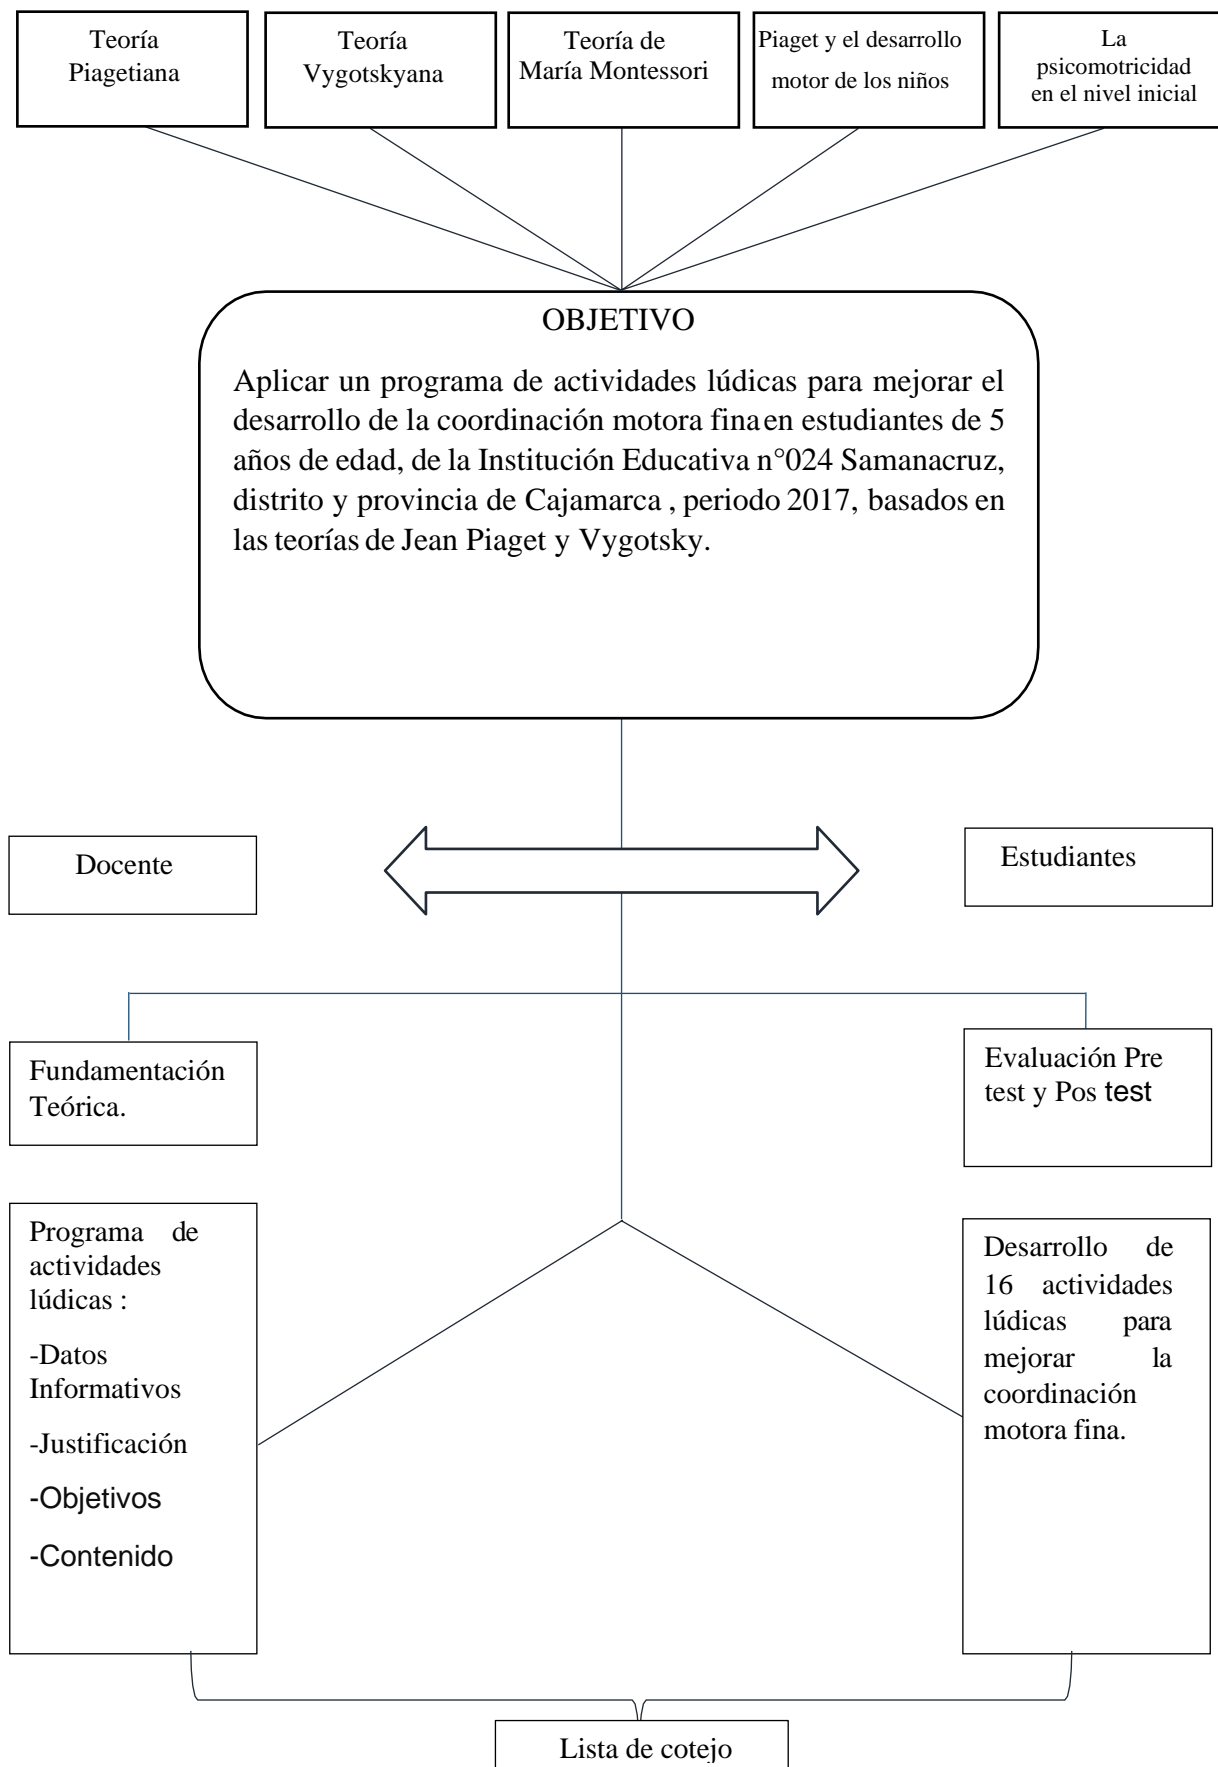 Teoría
Piagetiana
Teoría
Vygotskyana
Teoría de
María Montessori
Piaget y el desarrollo
motor de los niños
La
psicomotricidad
en el nivel inicial
OBJETIVO
Aplicar un programa de actividades lúdicas para mejorar el
desarrollo de la coordinación motora fina en estudiantes de 5
años de edad, de la Institución Educativa n°024 Samanacruz,
distrito y provincia de Cajamarca , periodo 2017, basados en
las teorías de Jean Piaget y Vygotsky.
Docente
Estudiantes
Fundamentación
Teórica.
Evaluación Pre
test y Pos test
Programa de
actividades
lúdicas :
-Datos
Informativos
-Justificación
-Objetivos
-Contenido
Desarrollo de
16 actividades
lúdicas para
mejorar la
coordinación
motora fina.
Lista de cotejo